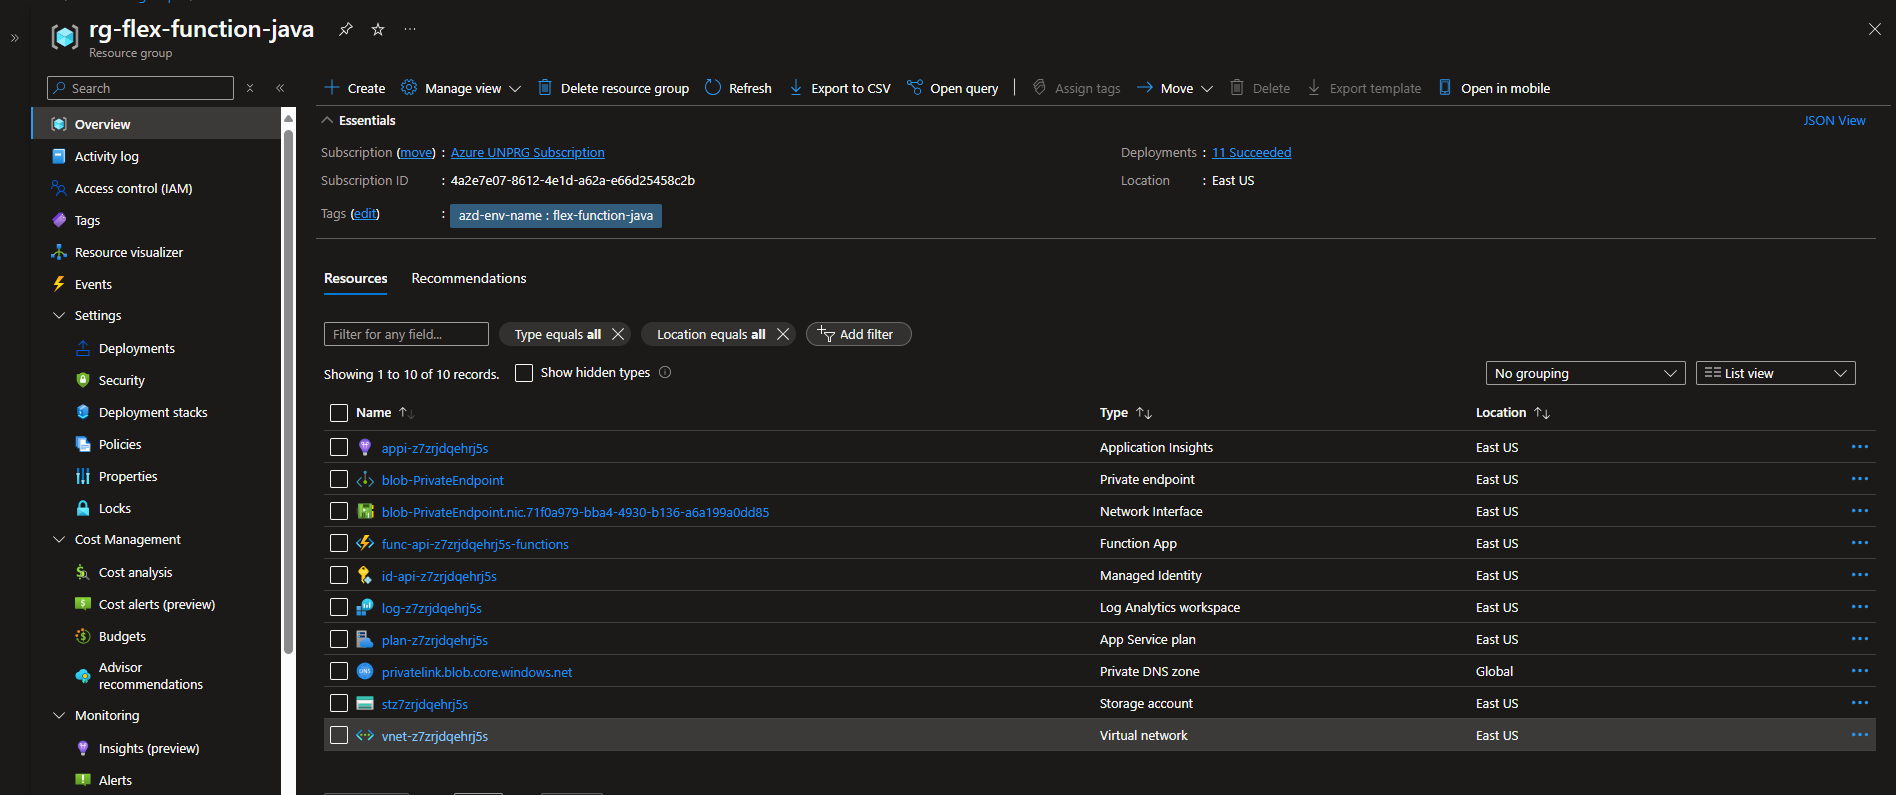 rg-flex-function-java
Resource group
Search
Create Manage view Delete resource group Refresh Export to CSV Open query Assign tags Move Delete Export template Open in mobile
Overview
Activity log
Access control (IAM)
Tags
Resource visualizer
Events
Settings
Deployments
Security
Deployment stacks
Policies
Properties
Locks
Cost Management
Cost analysis
Cost alerts (preview)
Budgets
Advisor
recommendations
Monitoring
Insights (preview)
Alerts
Essentials JSON View
Subscription (move) : Azure UNPRG Subscription Deployments : 11 Succeeded
Subscription ID : 4a2e7e07-8612-4e1d-a62a-e66d25458c2b Location : East US
Tags (edit) : azd-env-name : flex-function-java
Resources Recommendations
Filter for any field... Type equals all Location equals all Add filter
Showing 1 to 10 of 10 records. Show hidden types No grouping List view
Name Type Location
appi-z7zrjdqehrj5s Application Insights East US
blob-PrivateEndpoint Private endpoint East US
blob-PrivateEndpoint.nic.71f0a979-bba4-4930-b136-a6a199a0dd85 Network Interface East US
func-api-z7zrjdqehrj5s-functions Function App East US
id-api-z7zrjdqehrj5s Managed Identity East US
log-z7zrjdqehrj5s Log Analytics workspace East US
plan-z7zrjdqehrj5s App Service plan East US
privatelink.blob.core.windows.net Private DNS zone Global
stz7zrjdqehrj5s Storage account East US
vnet-z7zrjdqehrj5s Virtual network East US